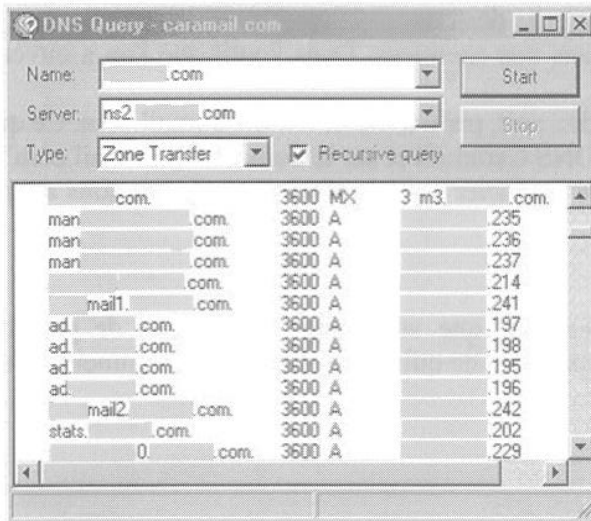 DNS Query - caramail.com
Name: .com Start
Server: ns2. .com Stop
Type: Zone Transfer Recursive query
com. 3600 MX 3 m3. .com.
man .com. 3600 A .235
man com. 3600 A .236
man .com. 3600 A .237
.com. 3600 A .214
mail1. .com. 3600 A .241
ad. .com. 3600 A .197
ad. .com. 3600 A .198
ad. .com. 3600 A .195
ad. .com. 3600 A .196
mail2. .com. 3600 A .242
stats. .com. 3600 A .202
0. .com. 3600 A .229